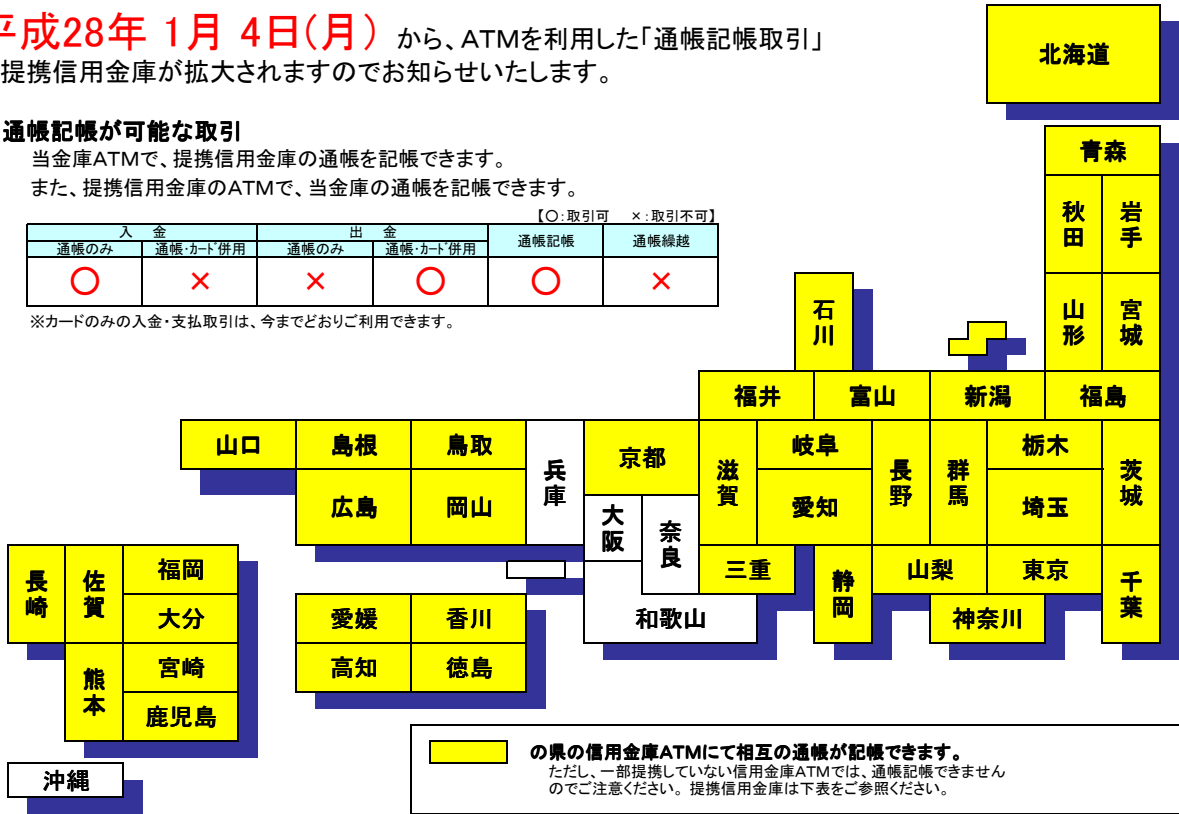 平成28年 1月 4日(月) から、ATMを利用した「通帳記帳取引」
提携信用金庫が拡大されますのでお知らせいたします。
通帳記帳が可能な取引
当金庫ATMで、提携信用金庫の通帳を記帳できます。
また、提携信用金庫のATMで、当金庫の通帳を記帳できます。
【○:取引可 ×:取引不可】
入 金 出 金 通帳記帳 通帳繰越
通帳のみ 通帳・カード併用 通帳のみ 通帳・カード併用
○ × × ○ ○ ×
※カードのみの入金・支払取引は、今までどおりご利用できます。
北海道
青森
秋田 岩手
石川 山形 宮城
福井 富山 新潟 福島
山口 島根 鳥取 兵庫 京都 滋賀 岐阜 長野 群馬 栃木 茨城
広島 岡山 大阪 奈良 愛知 埼玉
長崎 佐賀 福岡 三重 静岡 山梨 東京 千葉
大分 愛媛 香川 和歌山 神奈川
熊本 宮崎 高知 徳島
鹿児島
沖縄
の県の信用金庫ATMにて相互の通帳が記帳できます。
ただし、一部提携していない信用金庫ATMでは、通帳記帳できません
のでご注意ください。提携信用金庫は下表をご参照ください。